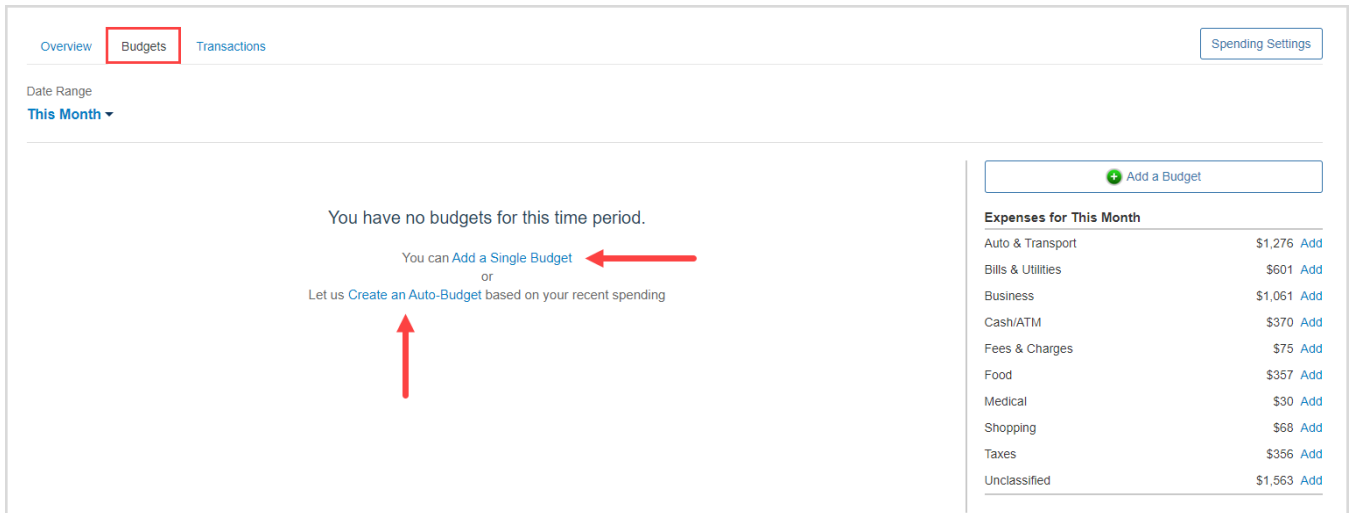 Overview Budgets Transactions Spending Settings
Date Range
This Month
You have no budgets for this time period.
You can Add a Single Budget
or
Let us Create an Auto-Budget based on your recent spending
Add a Budget
Expenses for This Month
Auto & Transport $1,276 Add
Bills & Utilities $601 Add
Business $1,061 Add
Cash/ATM $370 Add
Fees & Charges $75 Add
Food $357 Add
Medical $30 Add
Shopping $68 Add
Taxes $356 Add
Unclassified $1,563 Add